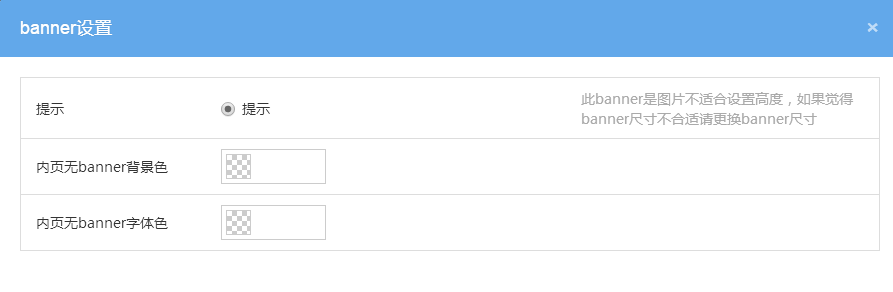 banner设置
×
提示
提示
此banner是图片不适合设置高度，如果觉得
banner尺寸不合适请更换banner尺寸
内页无banner背景色
内页无banner字体色